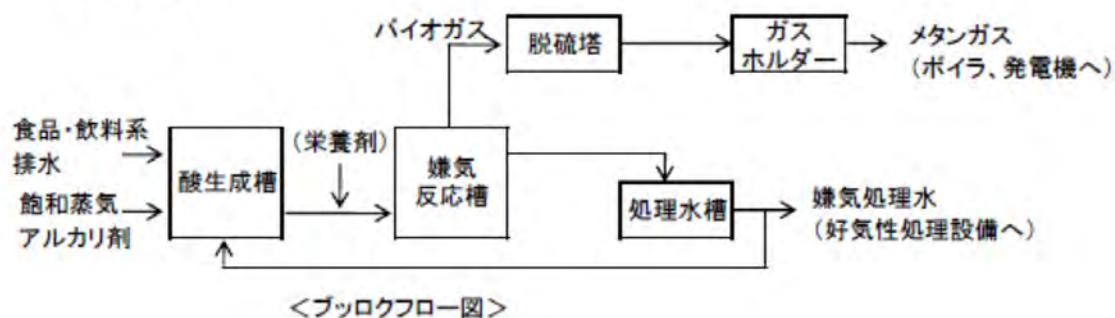 バイオガス
脱硫塔
ガス
ホルダー
メタンガス
(ボイラ、発電機へ)
食品・飲料系
排水
飽和蒸気
アルカリ剤
酸生成槽
(栄養剤)
嫌気
反応槽
処理水槽
嫌気処理水
(好気性処理設備へ)
<ブッロクフロー図>